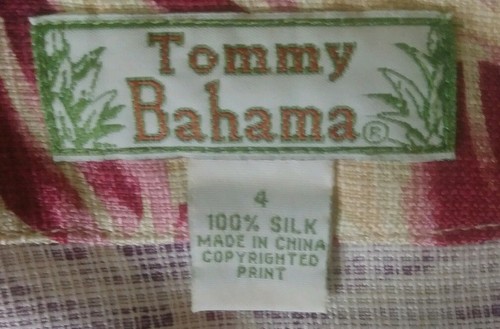 Tommy
Bahama®
4
100% SILK
MADE IN CHINA
COPYRIGHTED
PRINT